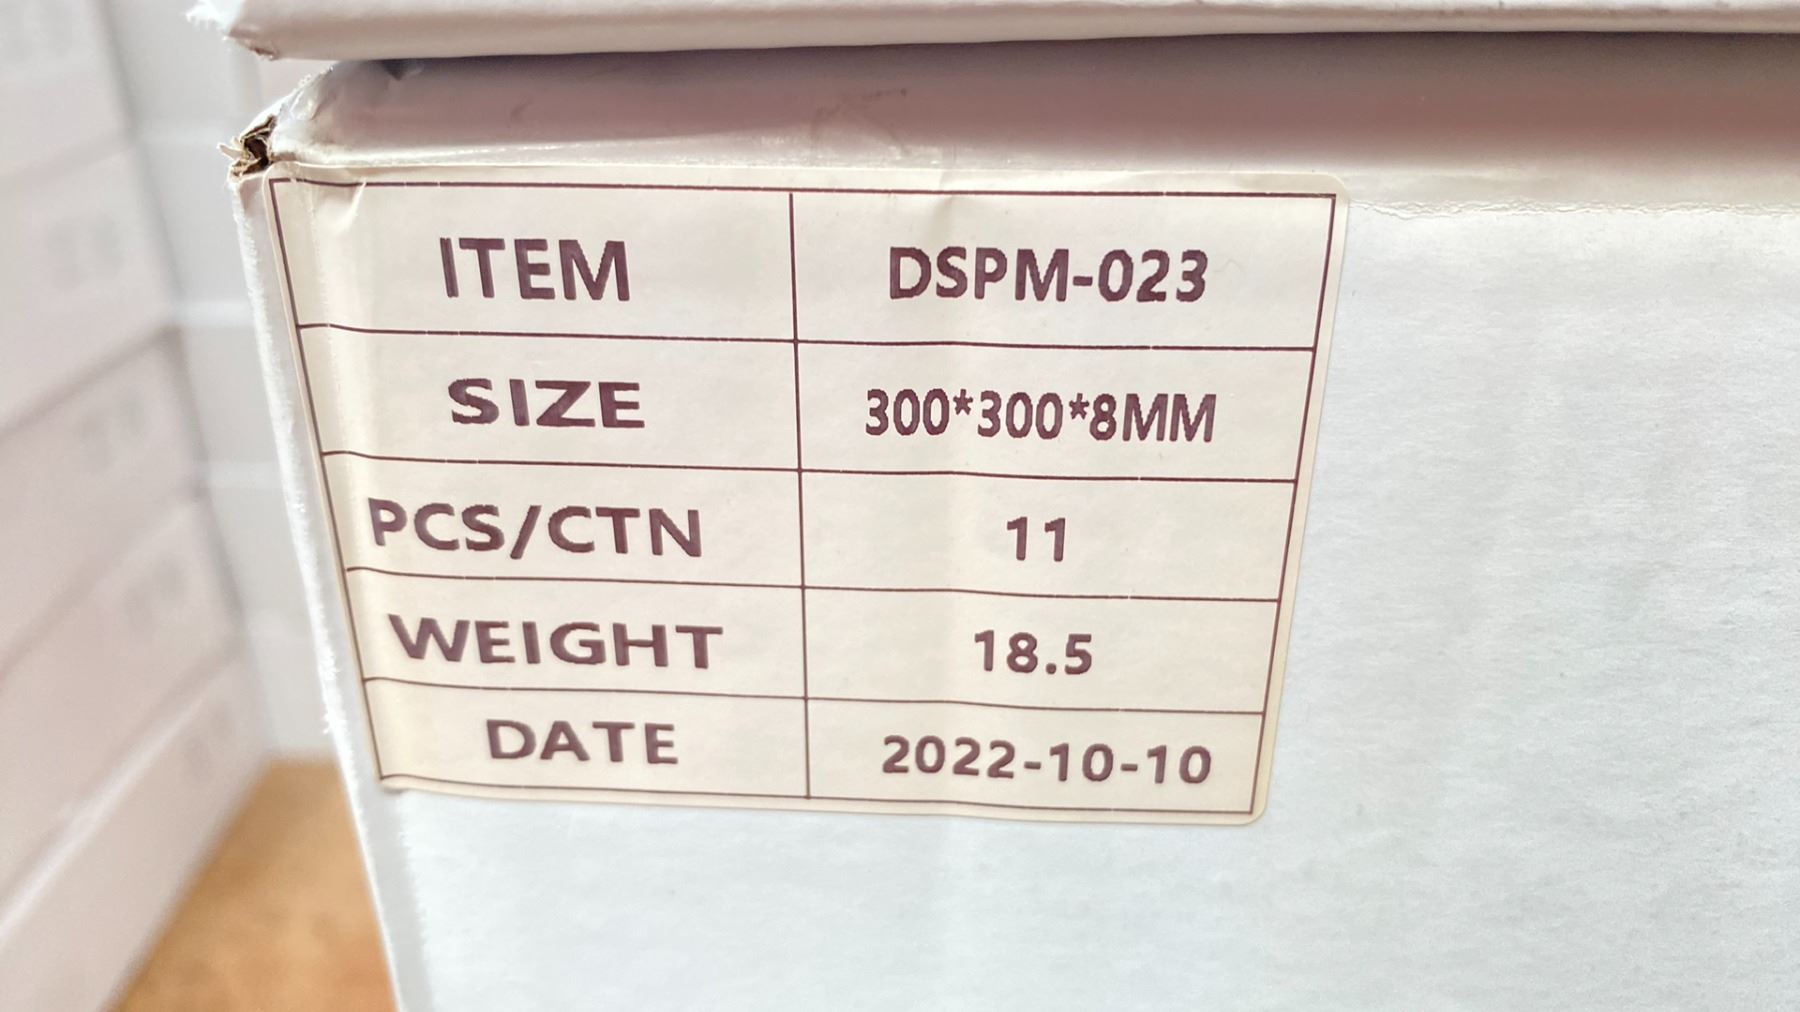 ITEM DSPM-023
SIZE 300*300*8MM
PCS/CTN 11
WEIGHT 18.5
DATE 2022-10-10